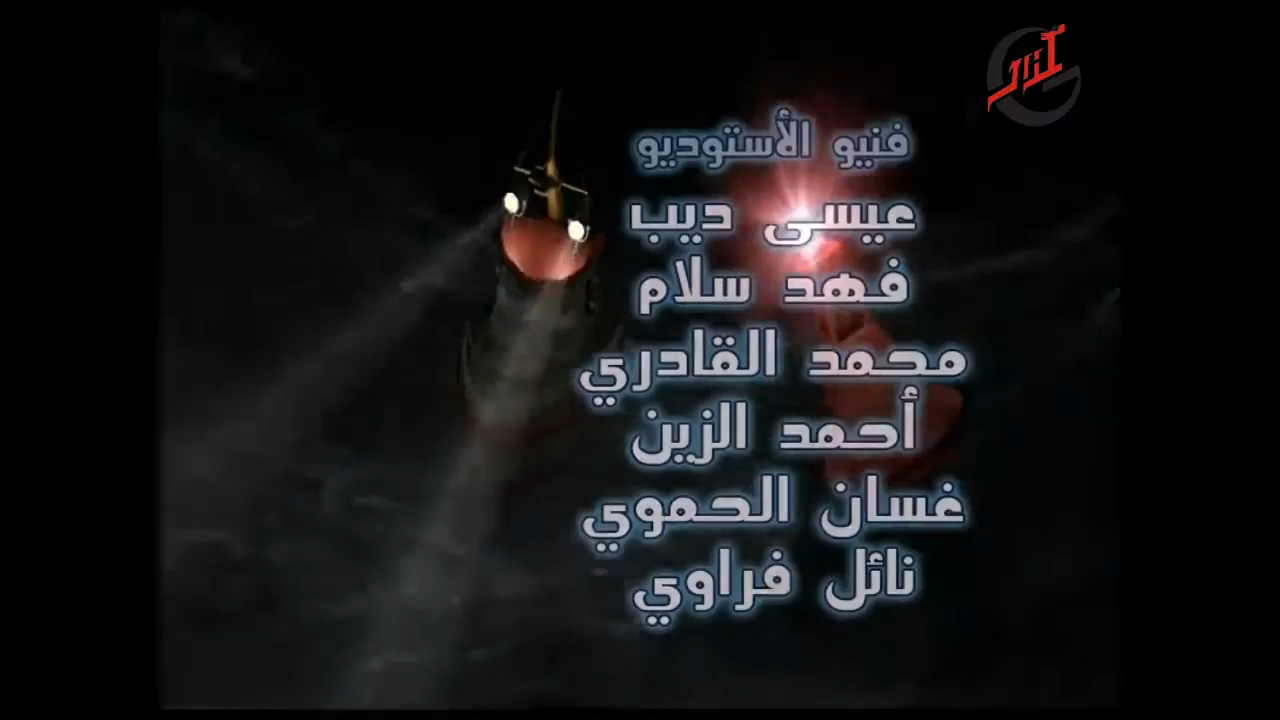 فنيو الأستوديو
عيسى ديب
فهد سلام
محمد القادري
أحمد الزين
غسان الحموي
نائل فراوي